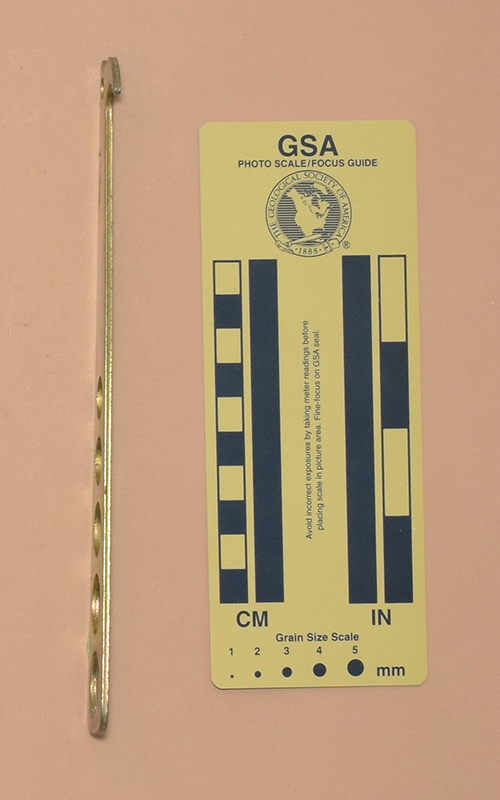 GSA
PHOTO SCALE/FOCUS GUIDE
THE GEOLOGICAL SOCIETY OF AMERICA
·1888·
®
Avoid incorrect exposures by taking meter readings before
placing scale in picture area. Fine-focus on GSA seal.
CM IN
Grain Size Scale
1 2 3 4 5
mm